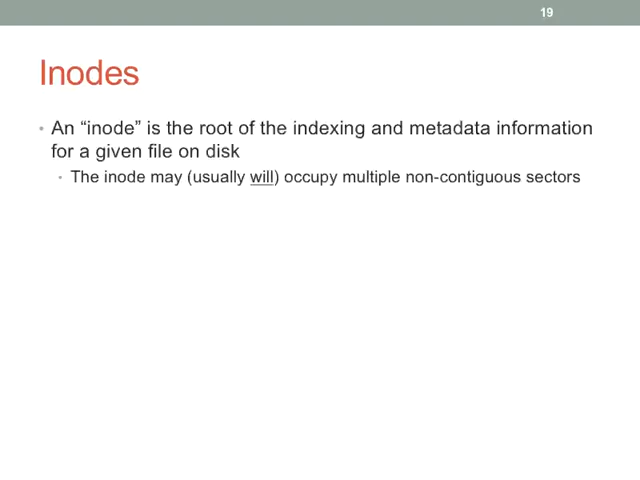 19
Inodes
• An “inode” is the root of the indexing and metadata information
for a given file on disk
• The inode may (usually will) occupy multiple non-contiguous sectors